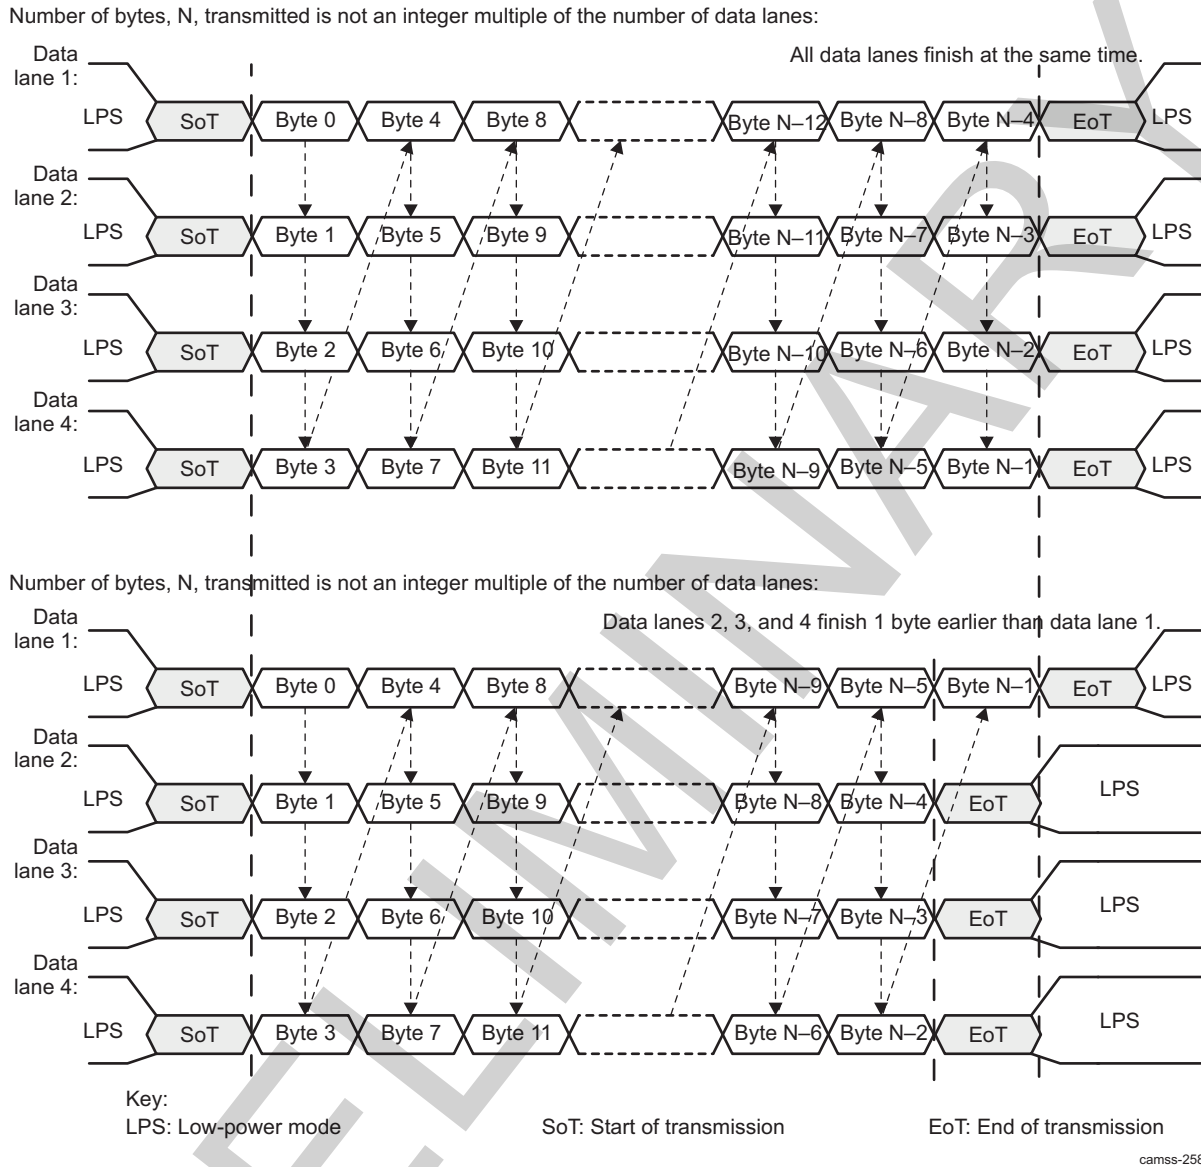 Number of bytes, N, transmitted is not an integer multiple of the number of data lanes:
All data lanes finish at the same time.
Data
lane 1:
LPS SoT Byte 0 Byte 4 Byte 8 Byte N–12 Byte N–8 Byte N–4 EoT LPS
Data
lane 2:
LPS SoT Byte 1 Byte 5 Byte 9 Byte N–11 Byte N–7 Byte N–3 EoT LPS
Data
lane 3:
LPS SoT Byte 2 Byte 6 Byte 10 Byte N–10 Byte N–6 Byte N–2 EoT LPS
Data
lane 4:
LPS SoT Byte 3 Byte 7 Byte 11 Byte N–9 Byte N–5 Byte N–1 EoT LPS
Number of bytes, N, transmitted is not an integer multiple of the number of data lanes:
Data lanes 2, 3, and 4 finish 1 byte earlier than data lane 1.
Data
lane 1:
LPS SoT Byte 0 Byte 4 Byte 8 Byte N–9 Byte N–5 Byte N–1 EoT LPS
Data
lane 2:
LPS SoT Byte 1 Byte 5 Byte 9 Byte N–8 Byte N–4 EoT LPS
Data
lane 3:
LPS SoT Byte 2 Byte 6 Byte 10 Byte N–7 Byte N–3 EoT LPS
Data
lane 4:
LPS SoT Byte 3 Byte 7 Byte 11 Byte N–6 Byte N–2 EoT LPS
Key:
LPS: Low-power mode SoT: Start of transmission EoT: End of transmission
camss-258
ELIMINARY